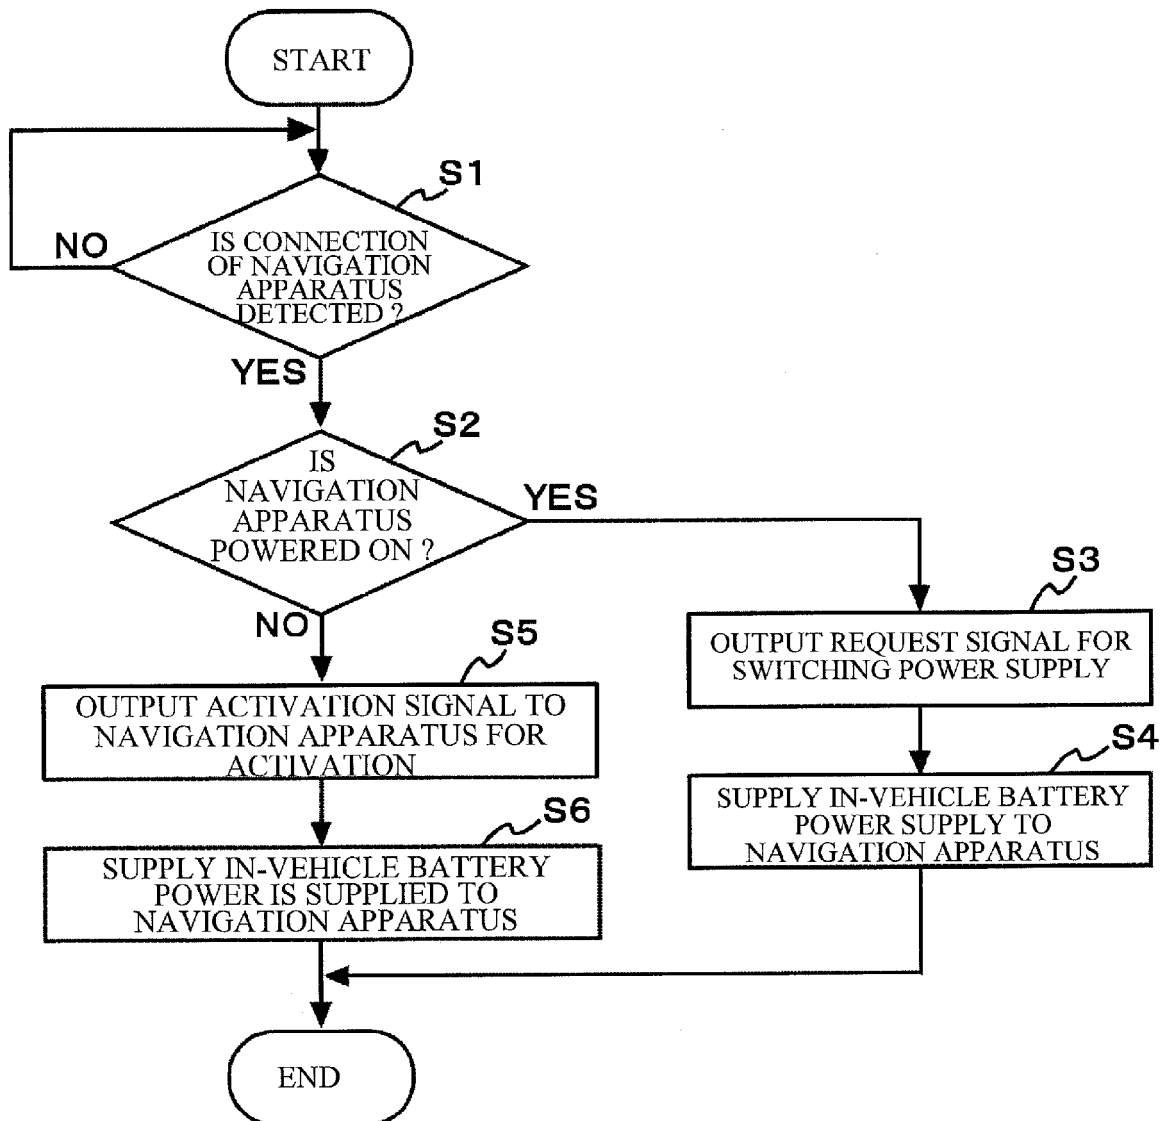 START
S1
NO
IS CONNECTION
OF NAVIGATION
APPARATUS
DETECTED ?
YES
S2
IS
NAVIGATION
APPARATUS
POWERED ON ?
YES
NO
S3
OUTPUT REQUEST SIGNAL FOR
SWITCHING POWER SUPPLY
S5
OUTPUT ACTIVATION SIGNAL TO
NAVIGATION APPARATUS FOR
ACTIVATION
S4
SUPPLY IN-VEHICLE BATTERY
POWER SUPPLY TO
NAVIGATION APPARATUS
S6
SUPPLY IN-VEHICLE BATTERY
POWER IS SUPPLIED TO
NAVIGATION APPARATUS
END